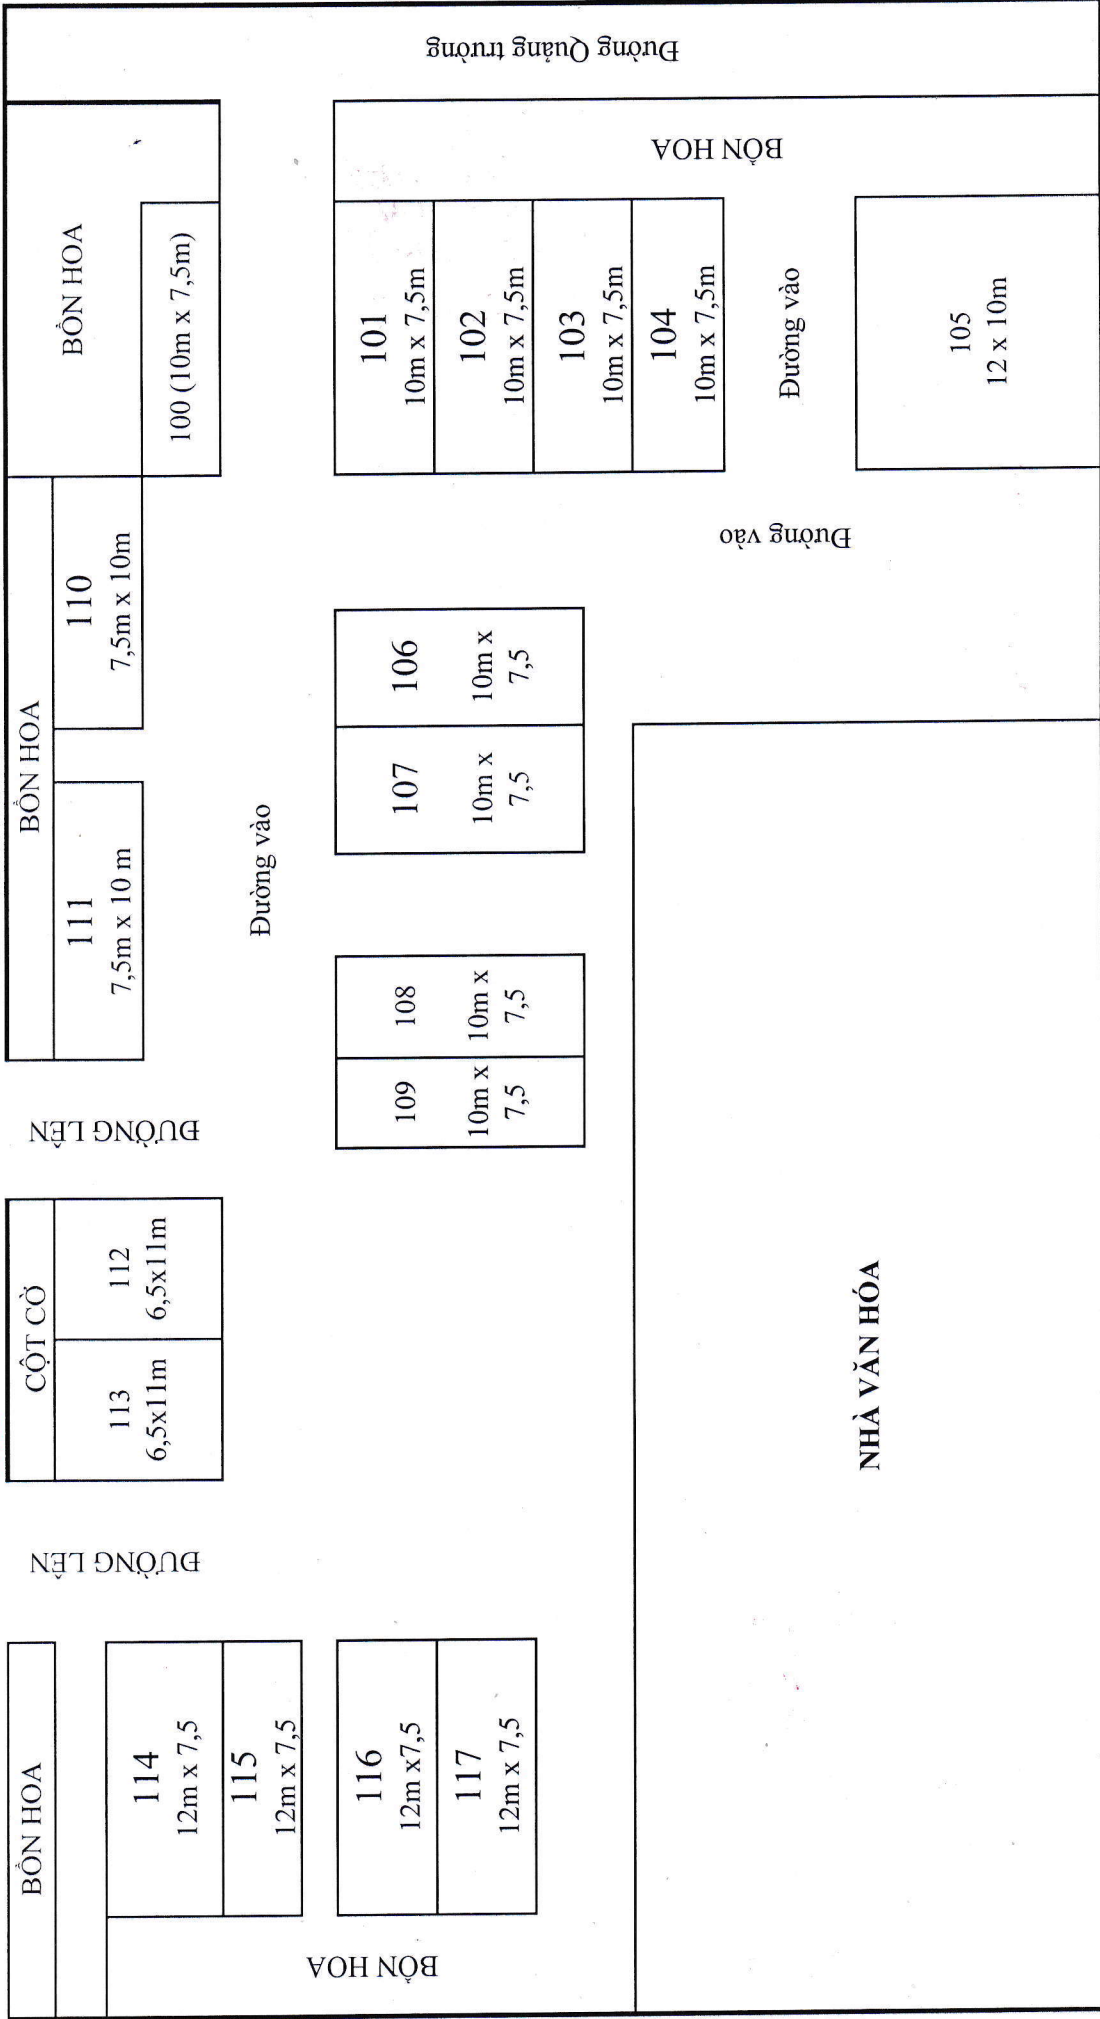 BỒN HOA
BỒN HOA
114
12m x 7,5
115
12m x 7,5
116
12m x7,5
117
12m x 7,5
ĐƯỜNG LÊN
CỘT CỜ
113
6,5x11m
112
6,5x11m
ĐƯỜNG LÊN
BỒN HOA
111
7,5m x 10 m
110
7,5m x 10m
BỒN HOA
100 (10m x 7,5m)
Đường vào
109
10m x
7,5
108
10m x
7,5
107
10m x
7,5
106
10m x
7,5
101
10m x 7,5m
102
10m x 7,5m
103
10m x 7,5m
104
10m x 7,5m
BỒN HOA
Đường Quảng trường
Đường vào
Đường vào
105
12 x 10m
NHÀ VĂN HÓA